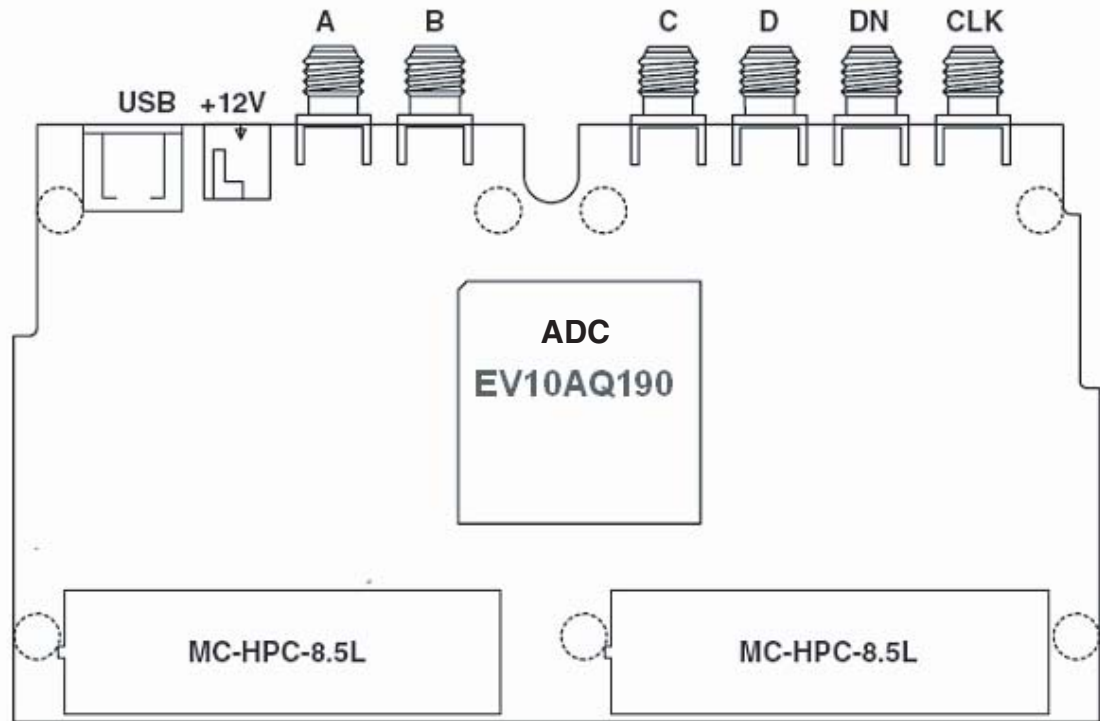 A B C D DN CLK
USB +12V
ADC
EV10AQ190
MC-HPC-8.5L MC-HPC-8.5L